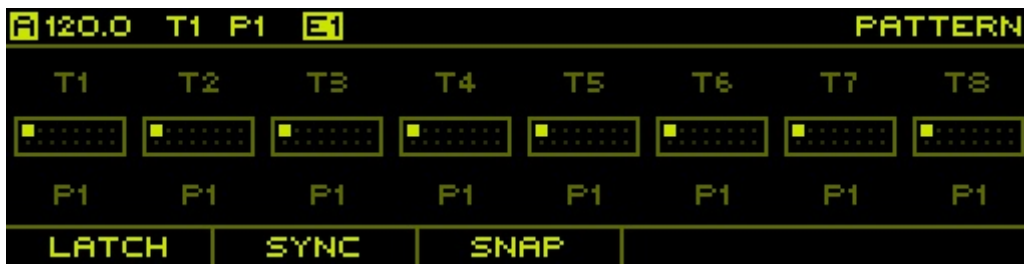 A 120.0 T1 P1 E1 PATTERN
T1 T2 T3 T4 T5 T6 T7 T8
P1 P1 P1 P1 P1 P1 P1 P1
LATCH SYNC SNAP